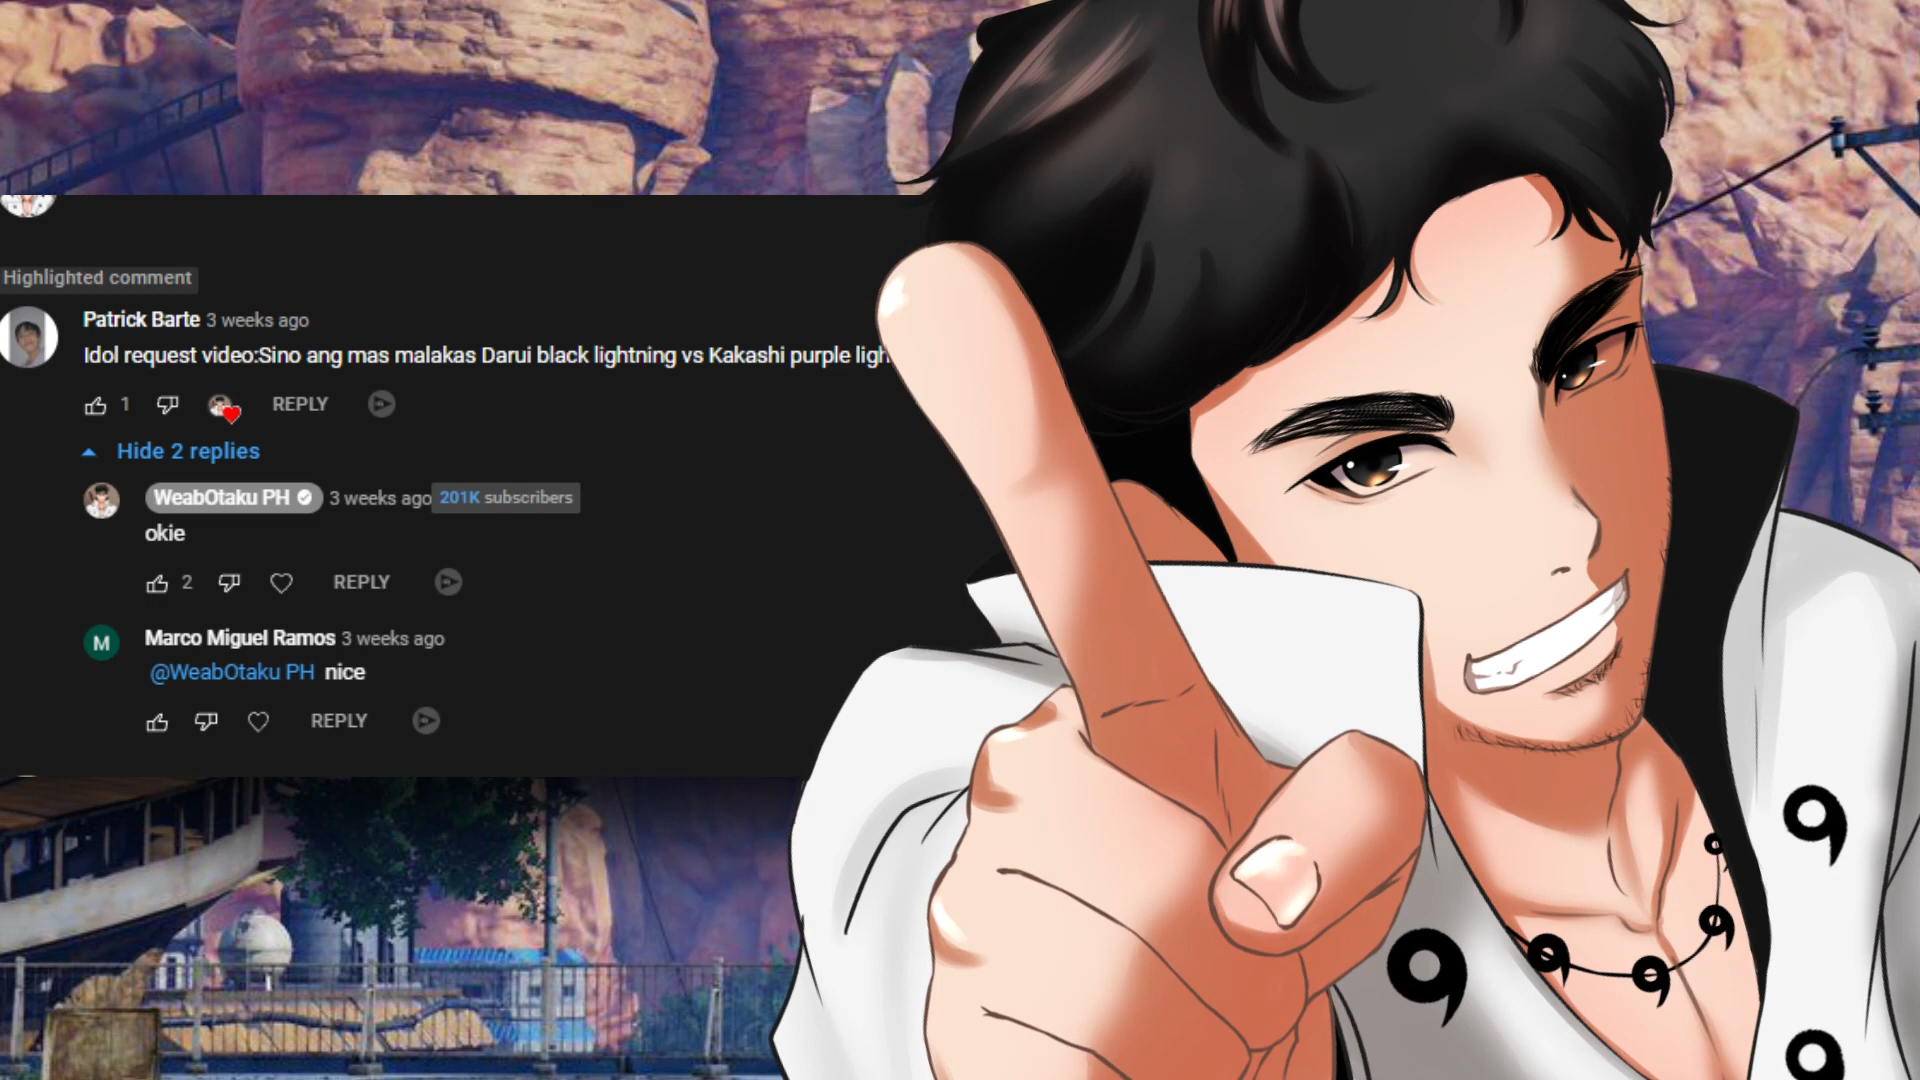 Highlighted comment
Patrick Barte 3 weeks ago
Idol request video:Sino ang mas malakas Darui black lightning vs Kakashi purple
1 REPLY
Hide 2 replies
WeabOtaku PH 3 weeks ago 201K subscribers
okie
2 REPLY
M
Marco Miguel Ramos 3 weeks ago
@WeabOtaku PH nice
REPLY